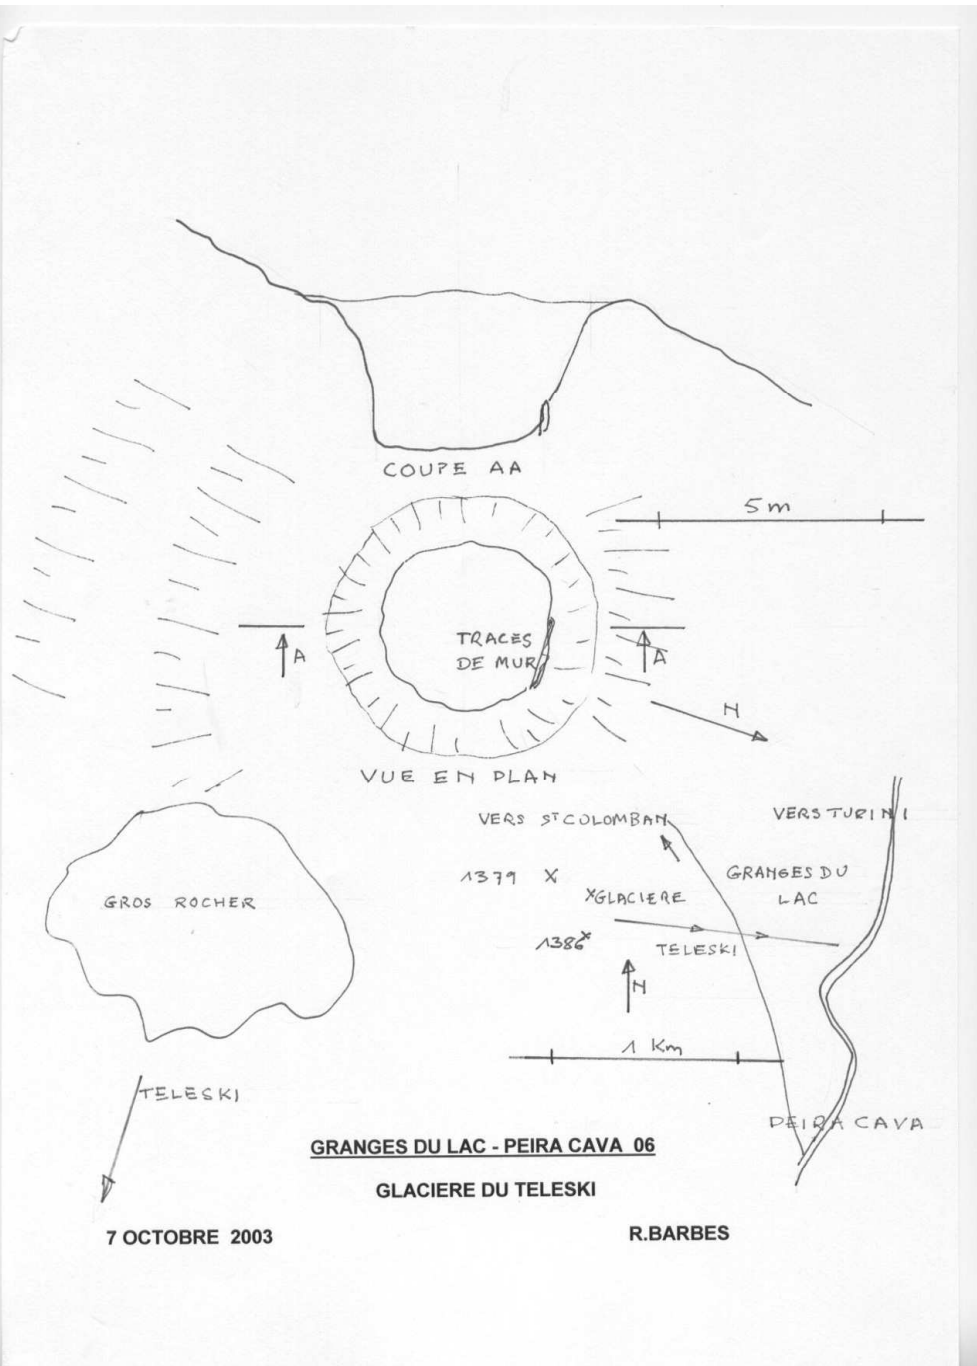 COUPE AA
5 m
TRACES
DE MUR
A
A
N
VUE EN PLAN
VERS ST COLOMBAN
VERS TURINI
1379 X
GRANGES DU
LAC
XGLACIERE
GROS ROCHER
1386 x
TELESKI
N
1 Km
TELESKI
PEIRA CAVA
GRANGES DU LAC - PEIRA CAVA 06
GLACIERE DU TELESKI
7 OCTOBRE 2003
R.BARBES